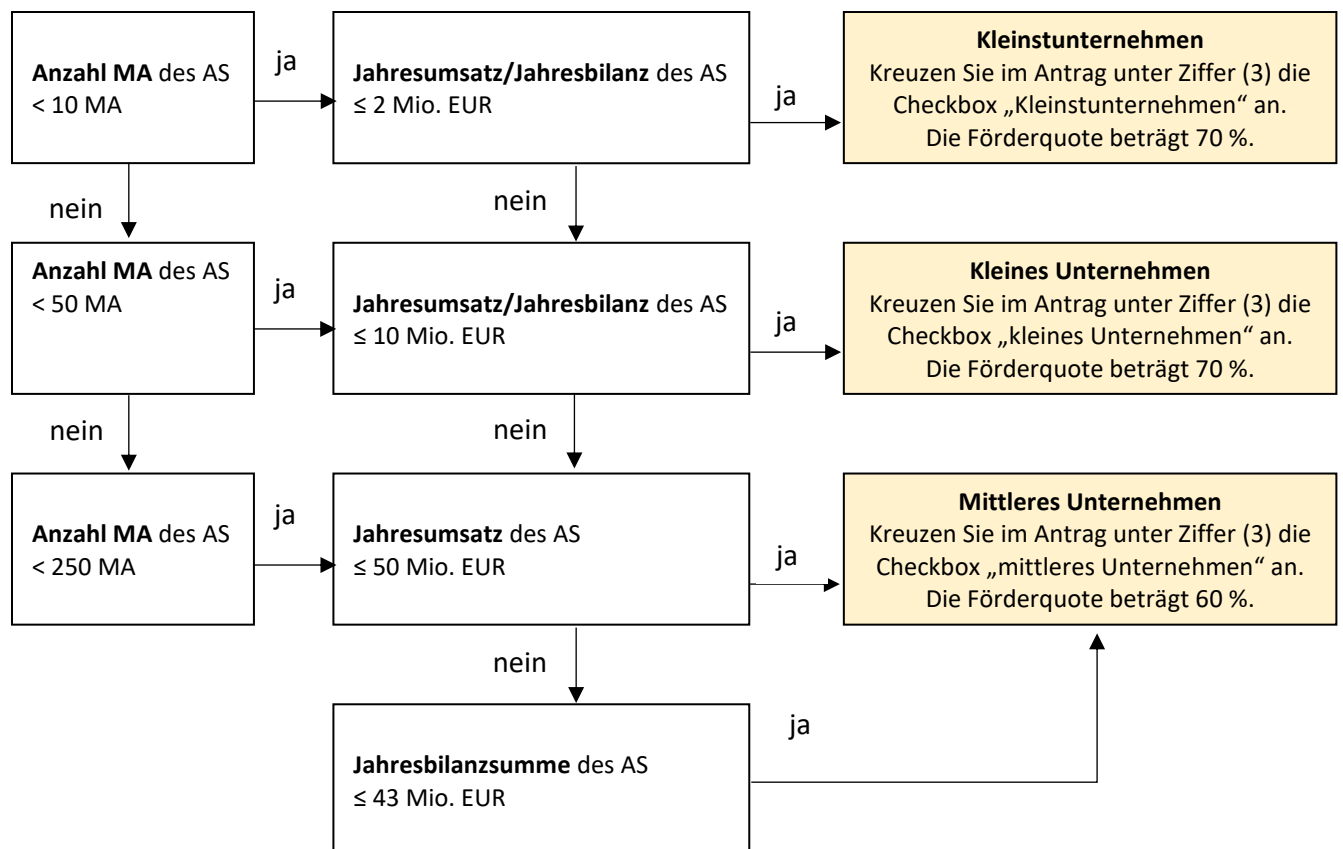 Anzahl MA des AS
< 10 MA
ja
Jahresumsatz/Jahresbilanz des AS
≤ 2 Mio. EUR
ja
Kleinstunternehmen
Kreuzen Sie im Antrag unter Ziffer (3) die
Checkbox „Kleinstunternehmen“ an.
Die Förderquote beträgt 70 %.
nein
nein
Anzahl MA des AS
< 50 MA
ja
Jahresumsatz/Jahresbilanz des AS
≤ 10 Mio. EUR
ja
Kleines Unternehmen
Kreuzen Sie im Antrag unter Ziffer (3) die
Checkbox „kleines Unternehmen“ an.
Die Förderquote beträgt 70 %.
nein
nein
Anzahl MA des AS
< 250 MA
ja
Jahresumsatz des AS
≤ 50 Mio. EUR
ja
Mittleres Unternehmen
Kreuzen Sie im Antrag unter Ziffer (3) die
Checkbox „mittleres Unternehmen“ an.
Die Förderquote beträgt 60 %.
nein
Jahresbilanzsumme des AS
≤ 43 Mio. EUR
ja